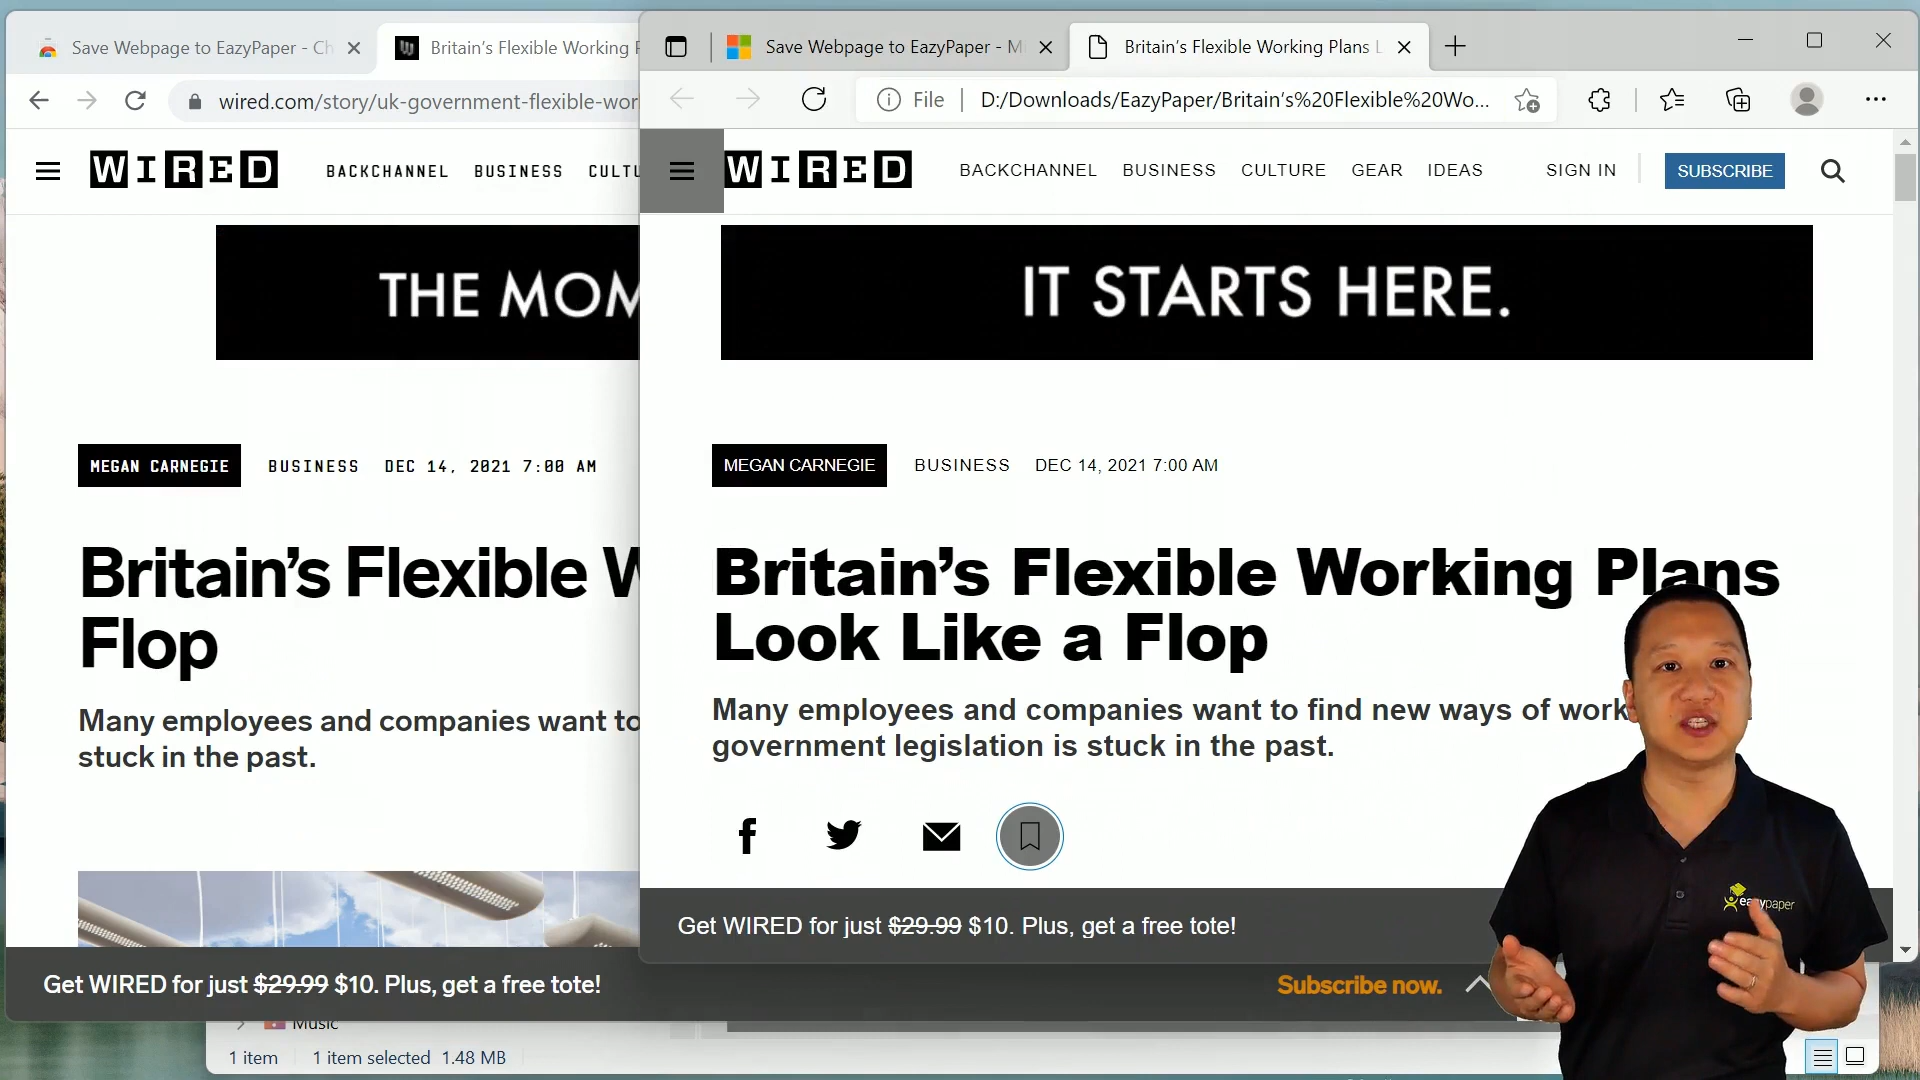 Save Webpage to EazyPaper - Ch
Britain's Flexible Working P
wired.com/story/uk-government-flexible-wor
WIRED
BACKCHANNEL BUSINESS CULTU
THE MOM
MEGAN CARNEGIE BUSINESS DEC 14, 2021 7:00 AM
Britain's Flexible W
Flop
Many employees and companies want to
stuck in the past.
Get WIRED for just $29.99 $10. Plus, get a free tote!
Subscribe now.
Music
1 item 1 item selected 1.48 MB
Save Webpage to EazyPaper - M
Britain's Flexible Working Plans L
File D:/Downloads/EazyPaper/Britain's%20Flexible%20Wo...
WIRED
BACKCHANNEL BUSINESS CULTURE GEAR IDEAS SIGN IN SUBSCRIBE
IT STARTS HERE.
MEGAN CARNEGIE BUSINESS DEC 14, 2021 7:00 AM
Britain's Flexible Working Plans
Look Like a Flop
Many employees and companies want to find new ways of work
government legislation is stuck in the past.
Get WIRED for just $29.99 $10. Plus, get a free tote!
eazypaper